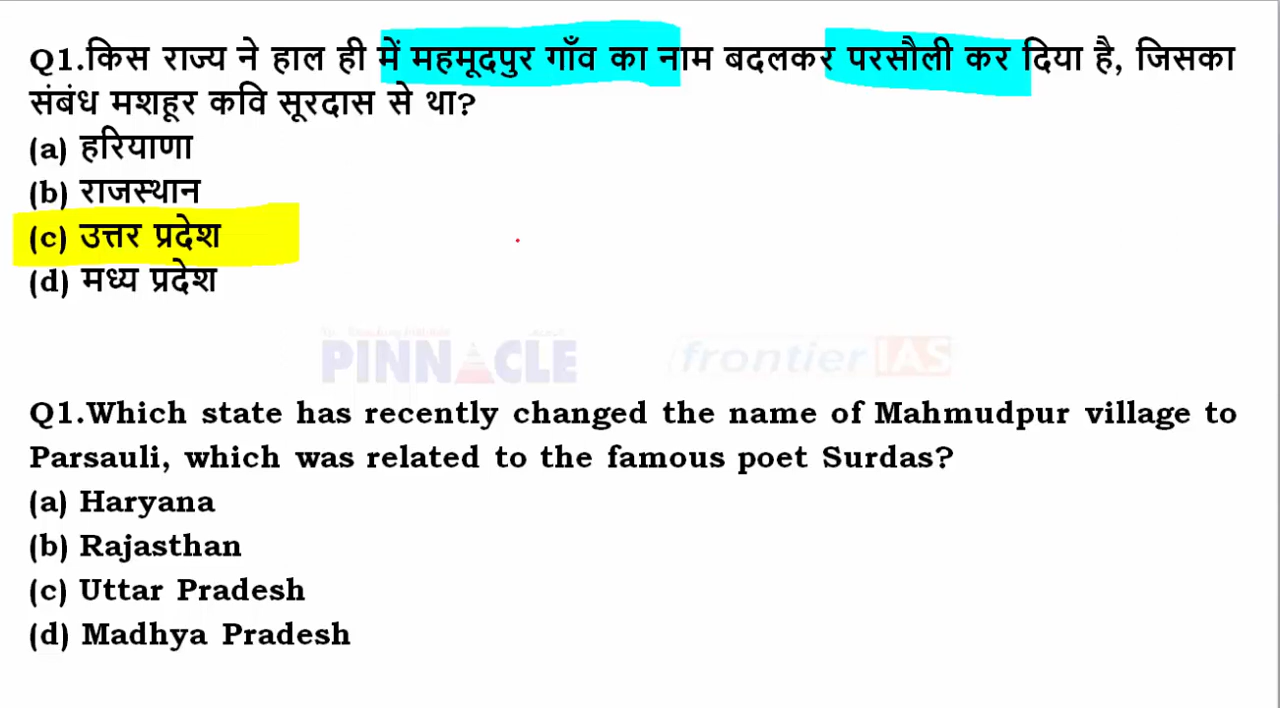 Q1.किस राज्य ने हाल ही में महमूदपुर गाँव का नाम बदलकर परसौली कर दिया है, जिसका
संबंध मशहूर कवि सूरदास से था?
(a) हरियाणा
(b) राजस्थान
(c) उत्तर प्रदेश
(d) मध्य प्रदेश
PINNACLE frontier IAS
Q1.Which state has recently changed the name of Mahmudpur village to
Parsauli, which was related to the famous poet Surdas?
(a) Haryana
(b) Rajasthan
(c) Uttar Pradesh
(d) Madhya Pradesh